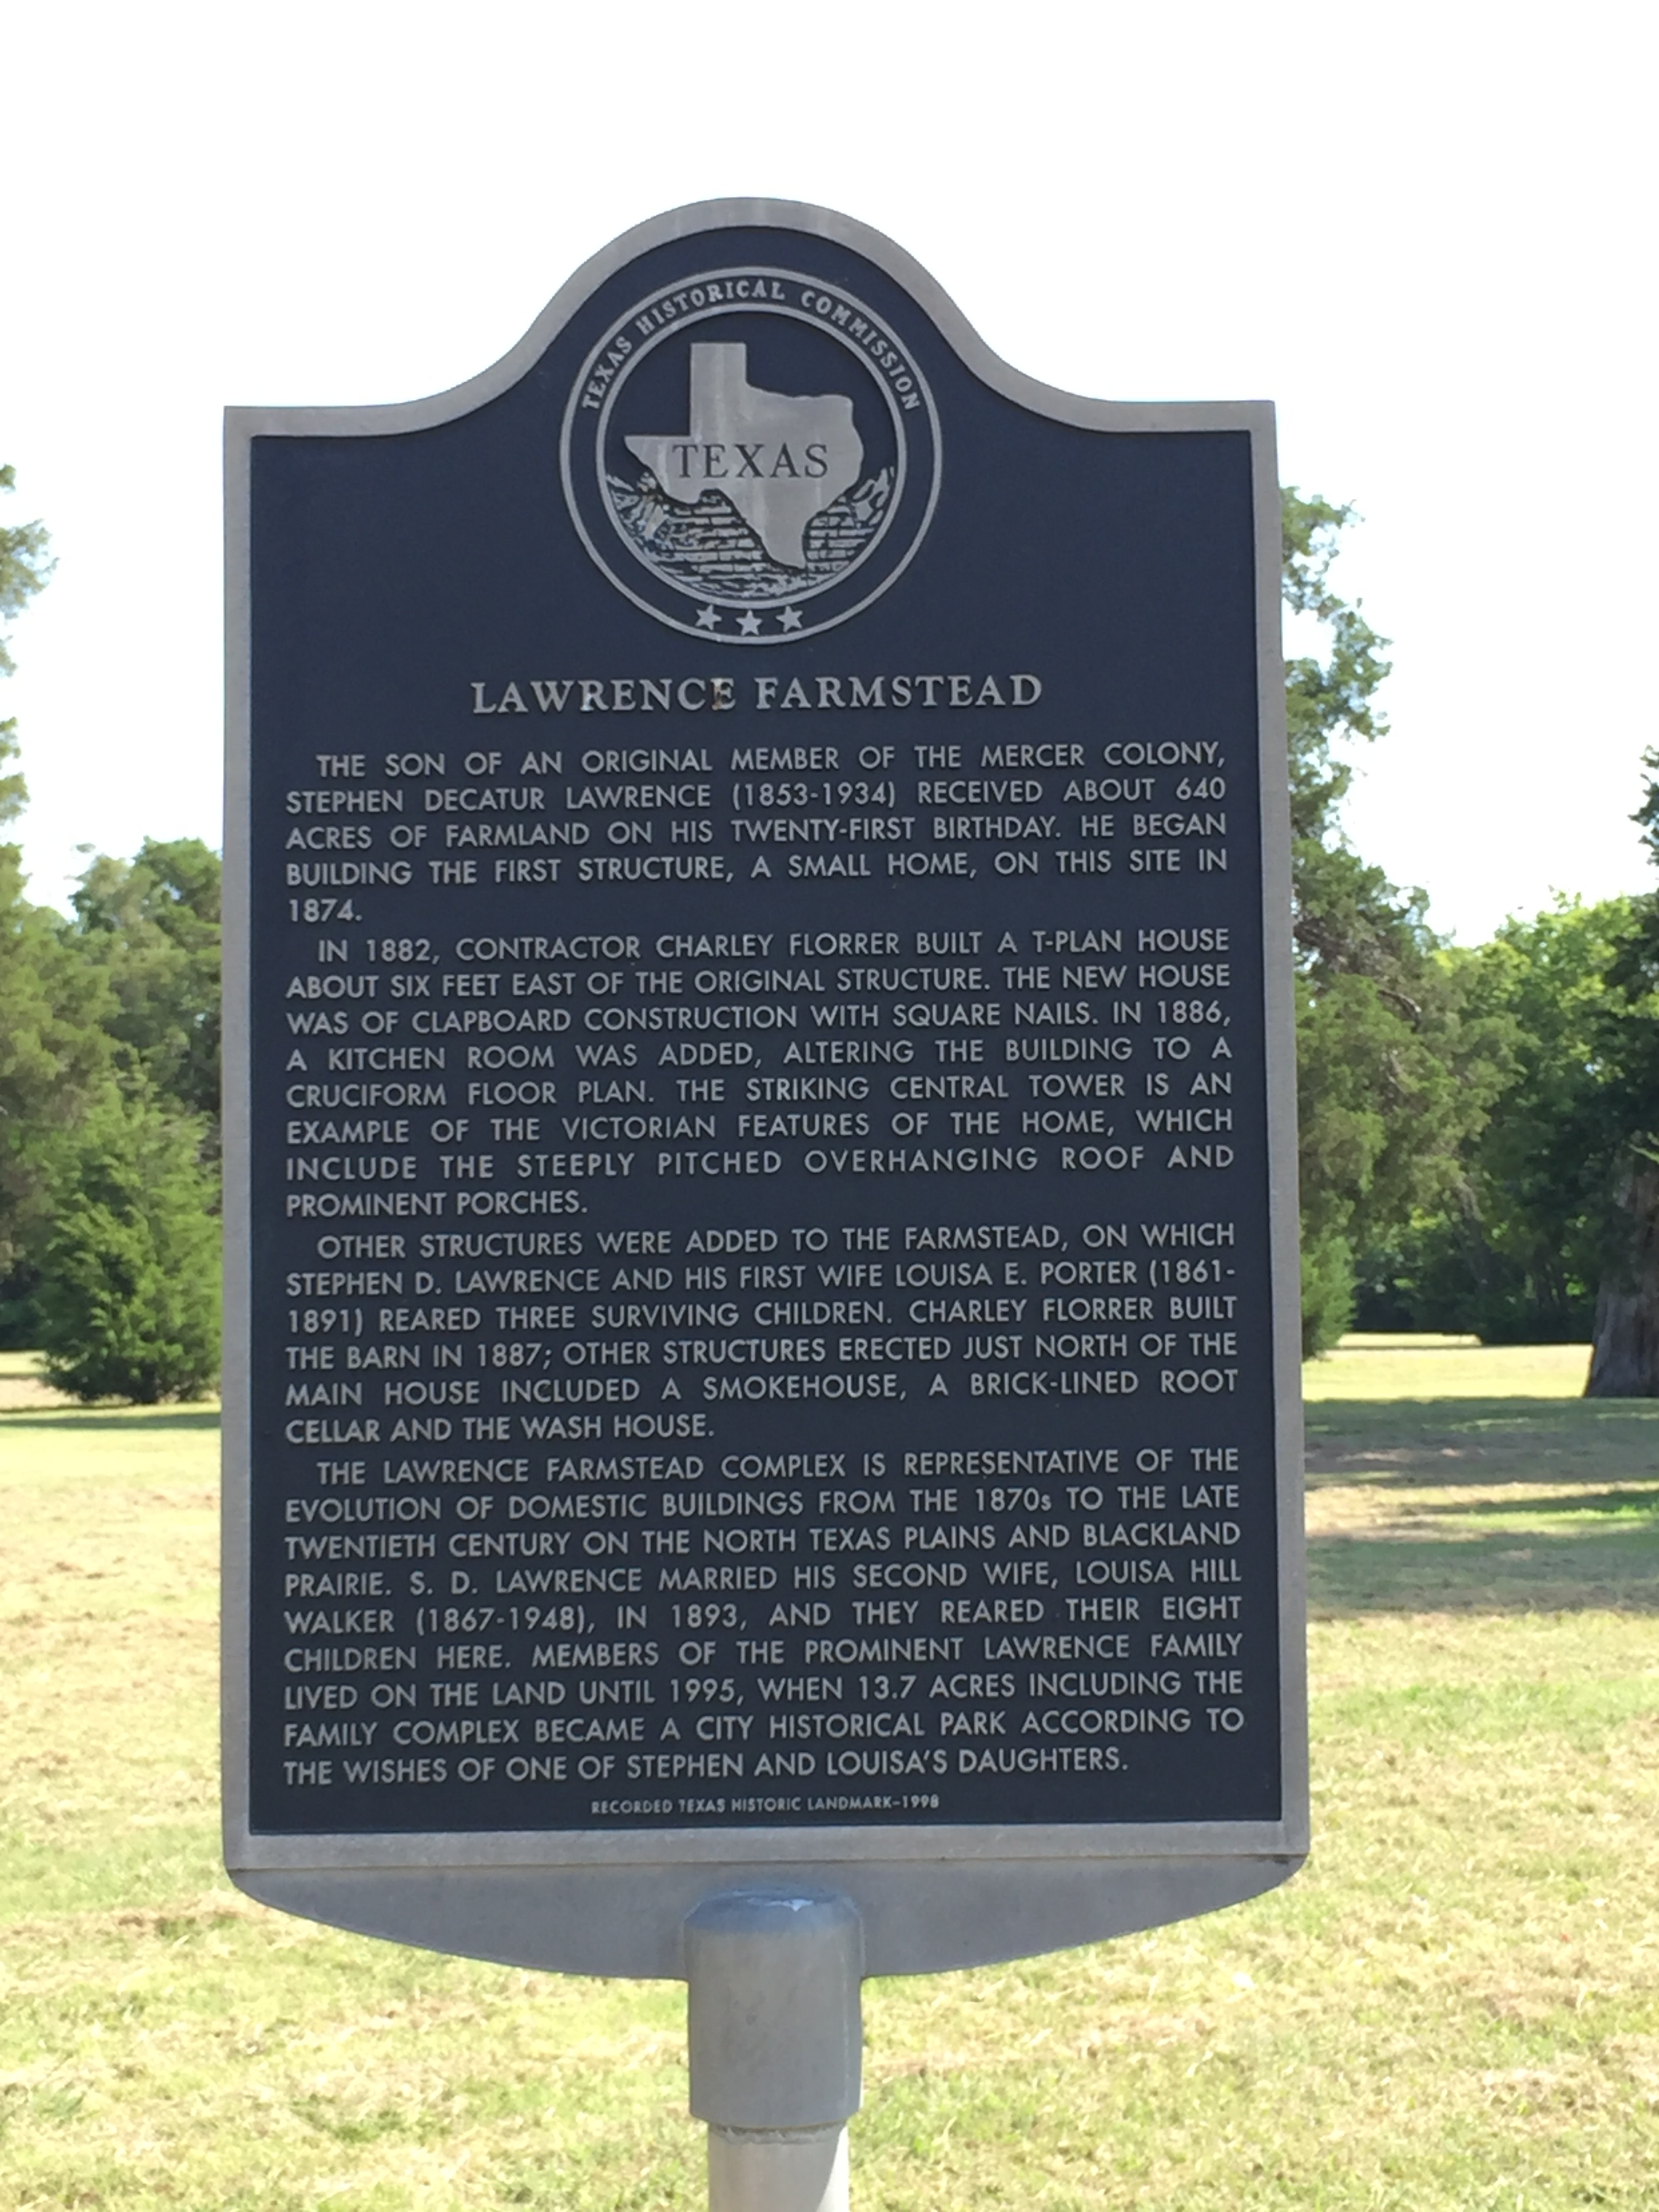 TEXAS HISTORICAL COMMISSION
TEXAS
LAWRENCE FARMSTEAD
THE SON OF AN ORIGINAL MEMBER OF THE MERCER COLONY,
STEPHEN DECATUR LAWRENCE (1853-1934) RECEIVED ABOUT 640
ACRES OF FARMLAND ON HIS TWENTY-FIRST BIRTHDAY. HE BEGAN
BUILDING THE FIRST STRUCTURE, A SMALL HOME, ON THIS SITE IN
1874.
IN 1882, CONTRACTOR CHARLEY FLORRER BUILT A T-PLAN HOUSE
ABOUT SIX FEET EAST OF THE ORIGINAL STRUCTURE. THE NEW HOUSE
WAS OF CLAPBOARD CONSTRUCTION WITH SQUARE NAILS. IN 1886,
A KITCHEN ROOM WAS ADDED, ALTERING THE BUILDING TO A
CRUCIFORM FLOOR PLAN. THE STRIKING CENTRAL TOWER IS AN
EXAMPLE OF THE VICTORIAN FEATURES OF THE HOME, WHICH
INCLUDE THE STEEPLY PITCHED OVERHANGING ROOF AND
PROMINENT PORCHES.
OTHER STRUCTURES WERE ADDED TO THE FARMSTEAD, ON WHICH
STEPHEN D. LAWRENCE AND HIS FIRST WIFE LOUISA E. PORTER (1861-
1891) REARED THREE SURVIVING CHILDREN. CHARLEY FLORRER BUILT
THE BARN IN 1887; OTHER STRUCTURES ERECTED JUST NORTH OF THE
MAIN HOUSE INCLUDED A SMOKEHOUSE, A BRICK-LINED ROOT
CELLAR AND THE WASH HOUSE.
THE LAWRENCE FARMSTEAD COMPLEX IS REPRESENTATIVE OF THE
EVOLUTION OF DOMESTIC BUILDINGS FROM THE 1870s TO THE LATE
TWENTIETH CENTURY ON THE NORTH TEXAS PLAINS AND BLACKLAND
PRAIRIE. S. D. LAWRENCE MARRIED HIS SECOND WIFE, LOUISA HILL
WALKER (1867-1948), IN 1893, AND THEY REARED THEIR EIGHT
CHILDREN HERE. MEMBERS OF THE PROMINENT LAWRENCE FAMILY
LIVED ON THE LAND UNTIL 1995, WHEN 13.7 ACRES INCLUDING THE
FAMILY COMPLEX BECAME A CITY HISTORICAL PARK ACCORDING TO
THE WISHES OF ONE OF STEPHEN AND LOUISA'S DAUGHTERS.
RECORDED TEXAS HISTORIC LANDMARK-1998